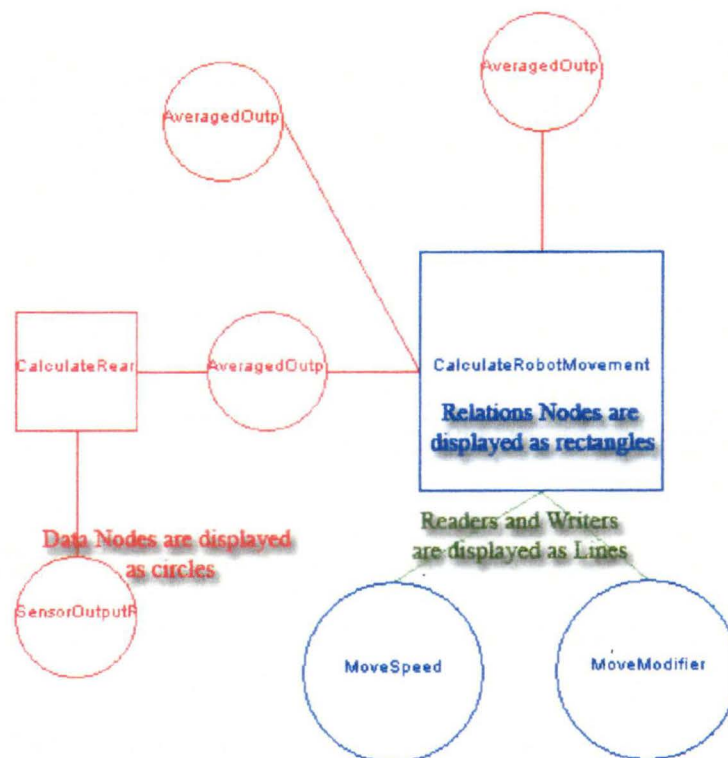 AveragedOutp
AveragedOutp
CalculateRear
AveragedOutp
CalculateRobotMovement
Relations Nodes are
displayed as rectangles
Readers and Writers
are displayed as Lines
Data Nodes are displayed
as circles
SensorOutputR
MoveSpeed
MoveModifier